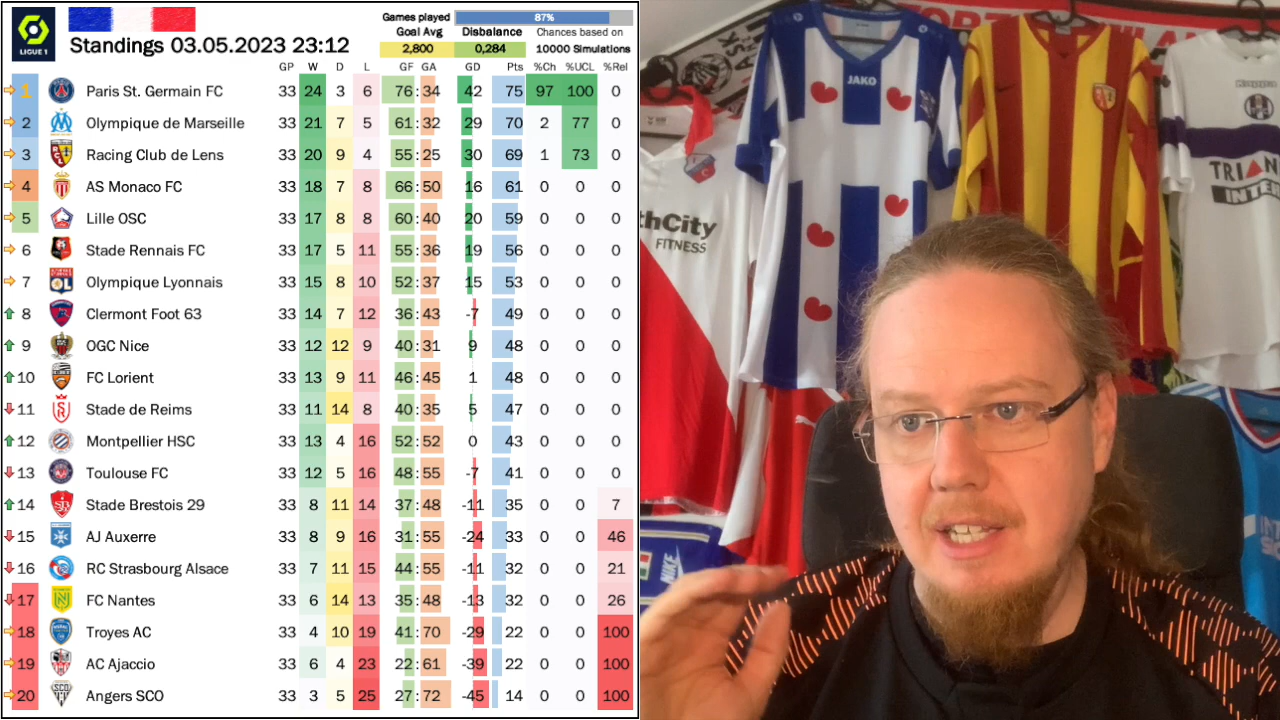 LIGUE 1
Standings 03.05.2023 23:12
Games played 87%
Goal Avg Disbalance Chances based on
2,800 0,284 10000 Simulations
GP W D L GF GA GD Pts %Ch %UCL %Rel
1 Paris St. Germain FC 33 24 3 6 76:34 42 75 97 100 0
2 Olympique de Marseille 33 21 7 5 61:32 29 70 2 77 0
3 Racing Club de Lens 33 20 9 4 55:25 30 69 1 73 0
4 AS Monaco FC 33 18 7 8 66:50 16 61 0 0 0
5 Lille OSC 33 17 8 8 60:40 20 59 0 0 0
6 Stade Rennais FC 33 17 5 11 55:36 19 56 0 0 0
7 Olympique Lyonnais 33 15 8 10 52:37 15 53 0 0 0
8 Clermont Foot 63 33 14 7 12 36:43 -7 49 0 0 0
9 OGC Nice 33 12 12 9 40:31 9 48 0 0 0
10 FC Lorient 33 13 9 11 46:45 1 48 0 0 0
11 Stade de Reims 33 11 14 8 40:35 5 47 0 0 0
12 Montpellier HSC 33 13 4 16 52:52 0 43 0 0 0
13 Toulouse FC 33 12 5 16 48:55 -7 41 0 0 0
14 Stade Brestois 29 33 8 11 14 37:48 -11 35 0 0 7
15 AJ Auxerre 33 8 9 16 31:55 -24 33 0 0 46
16 RC Strasbourg Alsace 33 7 11 15 44:55 -11 32 0 0 21
17 FC Nantes 33 6 14 13 35:48 -13 32 0 0 26
18 Troyes AC 33 4 10 19 41:70 -29 22 0 0 100
19 AC Ajaccio 33 6 4 23 22:61 -39 22 0 0 100
20 Angers SCO 33 3 5 25 27:72 -45 14 0 0 100
JAKO
Kappa
TRIAN
INTER
thCity
FITNESS
NIKE